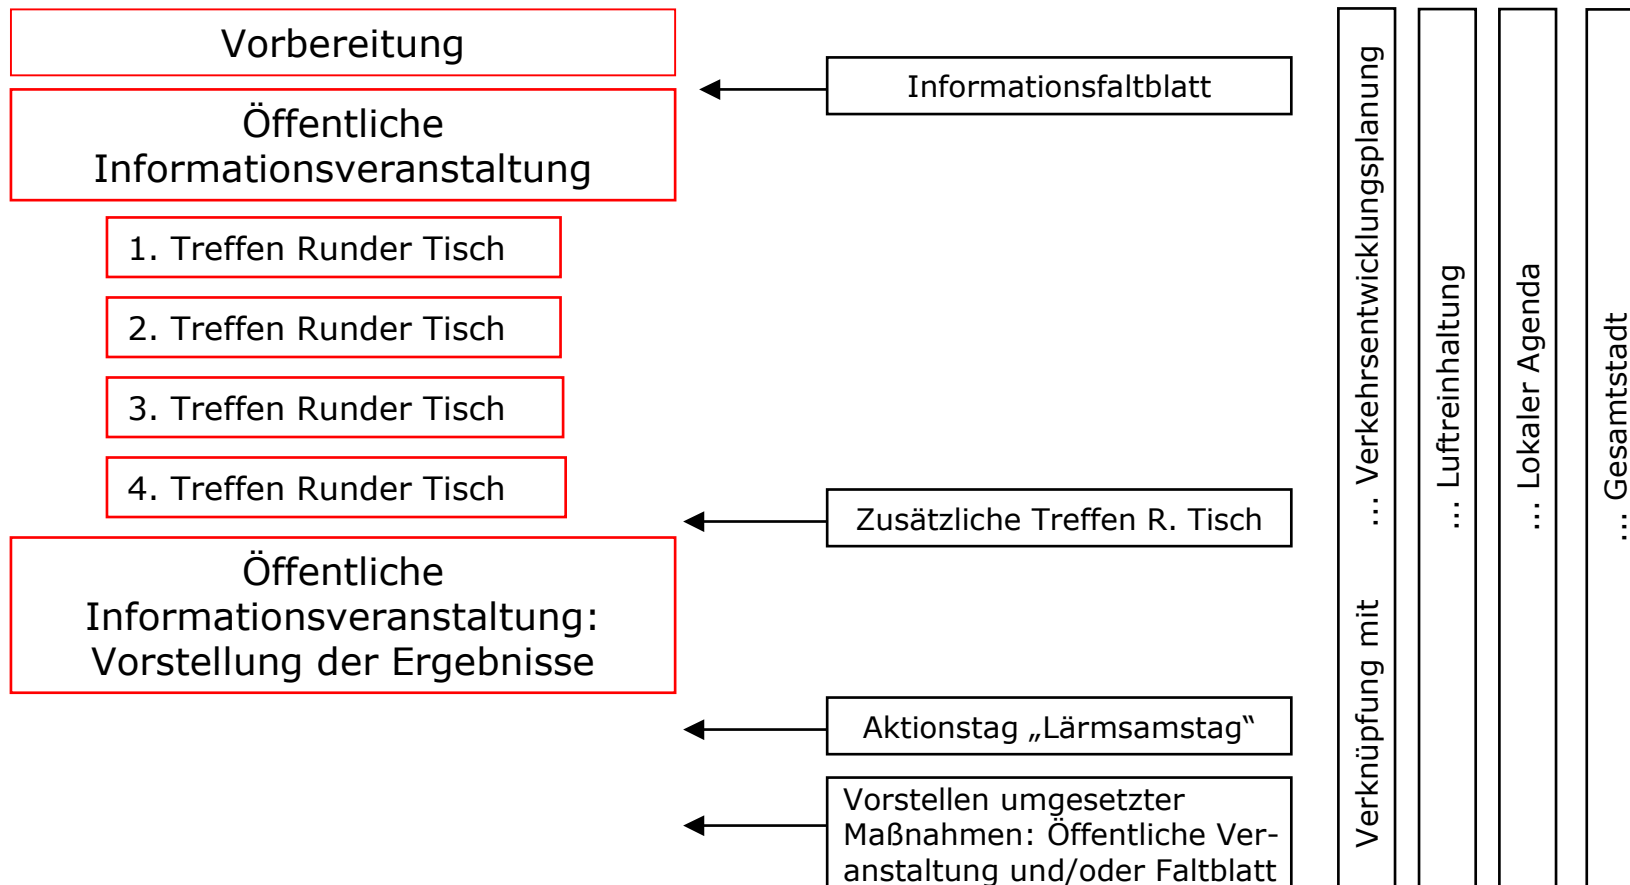 Vorbereitung
Öffentliche
Informationsveranstaltung
1. Treffen Runder Tisch
2. Treffen Runder Tisch
3. Treffen Runder Tisch
4. Treffen Runder Tisch
Öffentliche
Informationsveranstaltung:
Vorstellung der Ergebnisse
Informationsfaltblatt
Zusätzliche Treffen R. Tisch
Aktionstag „Lärmsamstag“
Vorstellen umgesetzter
Maßnahmen: Öffentliche Ver-
anstaltung und/oder Faltblatt
Verknüpfung mit ... Verkehrsentwicklungsplanung
... Luftreinhaltung
... Lokaler Agenda
... Gesamtstadt